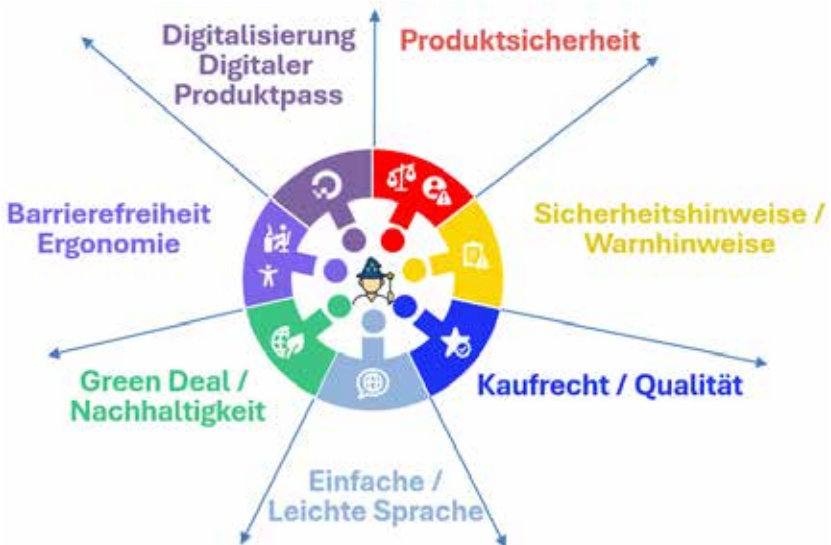 Digitalisierung
Digitaler
Produktpass
Produktsicherheit
Barrierefreiheit
Ergonomie
Sicherheitshinweise /
Warnhinweise
Green Deal /
Nachhaltigkeit
Kaufrecht / Qualität
Einfache /
Leichte Sprache